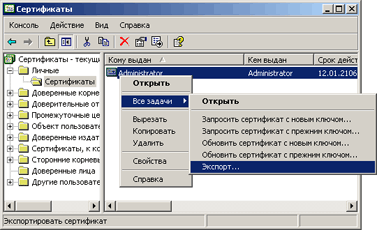 Сертификаты
Консоль Действие Вид Справка
Сертификаты - текущи
Личные
Сертификаты
Доверенные корне
Доверительные от
Промежуточные це
Объект пользовате
Доверенные издат
Сертификаты, к ко
Сторонние корневы
Доверенные лица
Другие пользовате
Кому выдан Кем выдан Срок дейст
Administrator Administrator 12.01.2106
Открыть
Все задачи
Вырезать
Копировать
Удалить
Свойства
Справка
Открыть
Запросить сертификат с новым ключом...
Запросить сертификат с прежним ключом...
Обновить сертификат с новым ключом...
Обновить сертификат с прежним ключом...
Экспорт...
Экспортировать сертификат